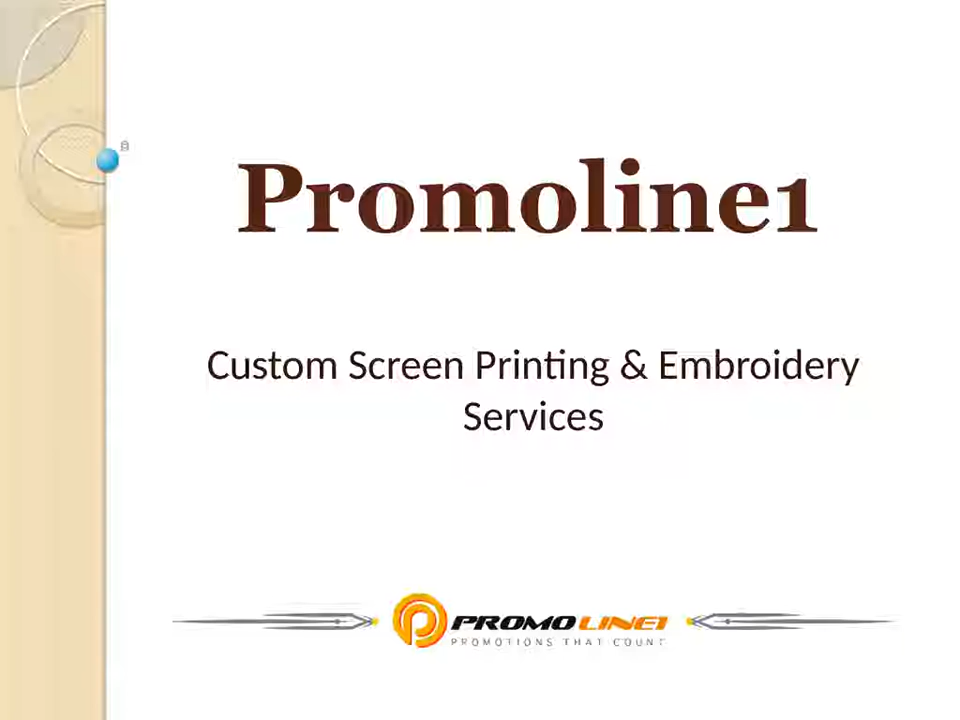 Promoline1
Custom Screen Printing & Embroidery
Services
PROMOLINE1
PROMOTIONS THAT COUNT